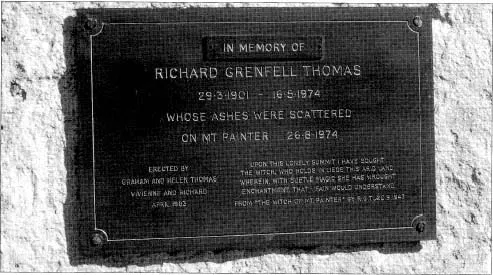 IN MEMORY OF
RICHARD GRENFELL THOMAS
29·3·1901 - 16·5·1974
WHOSE ASHES WERE SCATTERED
ON MT PAINTER 26·8·1974
ERECTED BY
GRAHAM AND HELEN THOMAS
VIVIENNE AND RICHARD
APRIL 1983
UPON THIS LONELY SUMMIT I HAVE SOUGHT
THE WITCH, WHO HOLDS IN LIEGE THIS ARID LAND
WHEREIN, WITH SUBTLE MAGIC SHE HAS WROUGHT
ENCHANTMENT THAT I FAIN WOULD UNDERSTAND.
FROM "THE WITCH OF MT. PAINTER" BY R.G.T., 20.9.1947